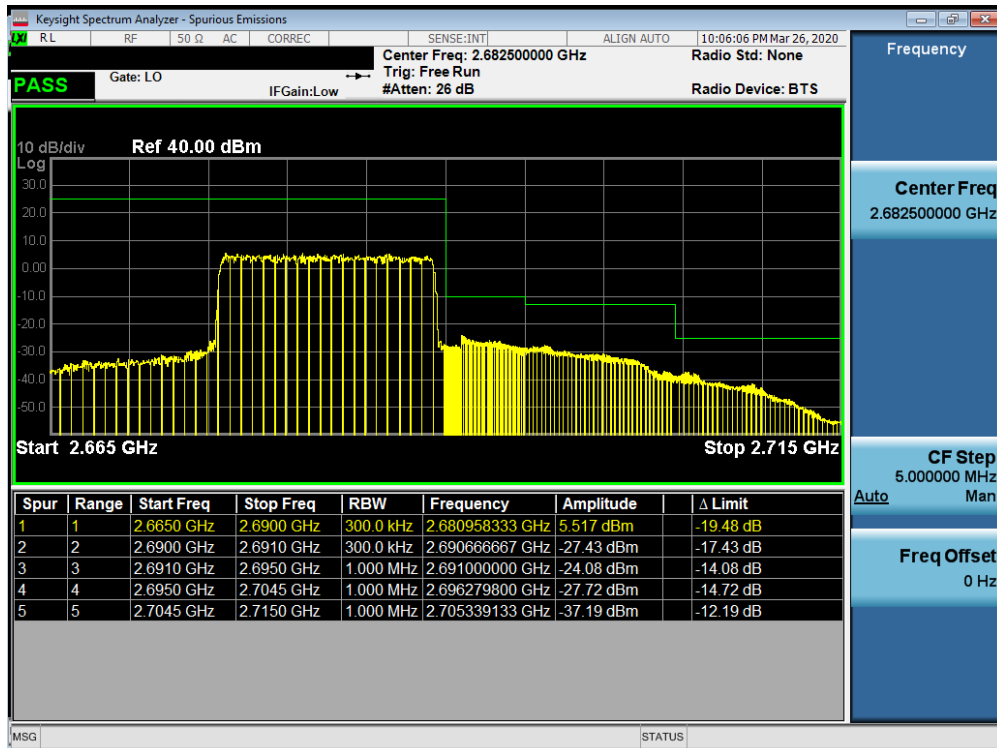 Keysight Spectrum Analyzer - Spurious Emissions
LXI RL RF 50 Ω AC CORREC SENSE:INT ALIGN AUTO 10:06:06 PM Mar 26, 2020
Center Freq: 2.682500000 GHz Radio Std: None
Gate: LO Trig: Free Run
PASS IFGain:Low #Atten: 26 dB Radio Device: BTS
10 dB/div Ref 40.00 dBm
Log
30.0
20.0
10.0
0.00
-10.0
-20.0
-30.0
-40.0
-50.0
Start 2.665 GHz Stop 2.715 GHz
Spur Range Start Freq Stop Freq RBW Frequency Amplitude Δ Limit
1 1 2.6650 GHz 2.6900 GHz 300.0 kHz 2.680958333 GHz 5.517 dBm -19.48 dB
2 2 2.6900 GHz 2.6910 GHz 300.0 kHz 2.690666667 GHz -27.43 dBm -17.43 dB
3 3 2.6910 GHz 2.6950 GHz 1.000 MHz 2.691000000 GHz -24.08 dBm -14.08 dB
4 4 2.6950 GHz 2.7045 GHz 1.000 MHz 2.696279800 GHz -27.72 dBm -14.72 dB
5 5 2.7045 GHz 2.7150 GHz 1.000 MHz 2.705339133 GHz -37.19 dBm -12.19 dB
MSG STATUS
Frequency
Center Freq
2.682500000 GHz
CF Step
5.000000 MHz
Auto Man
Freq Offset
0 Hz